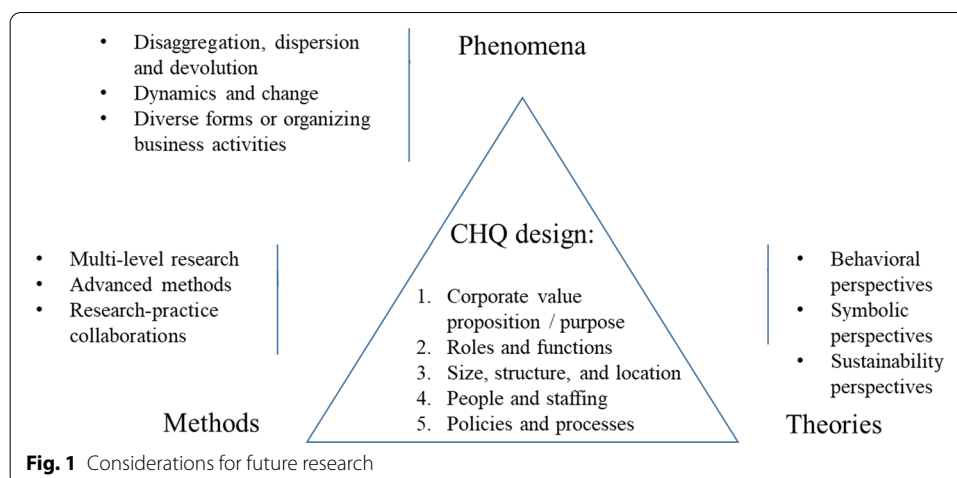 Phenomena
• Disaggregation, dispersion
and devolution
• Dynamics and change
• Diverse forms or organizing
business activities
CHQ design:
1. Corporate value
proposition / purpose
2. Roles and functions
3. Size, structure, and location
4. People and staffing
5. Policies and processes
• Multi-level research
• Advanced methods
• Research-practice
collaborations
Methods
• Behavioral
perspectives
• Symbolic
perspectives
• Sustainability
perspectives
Theories
Fig. 1 Considerations for future research